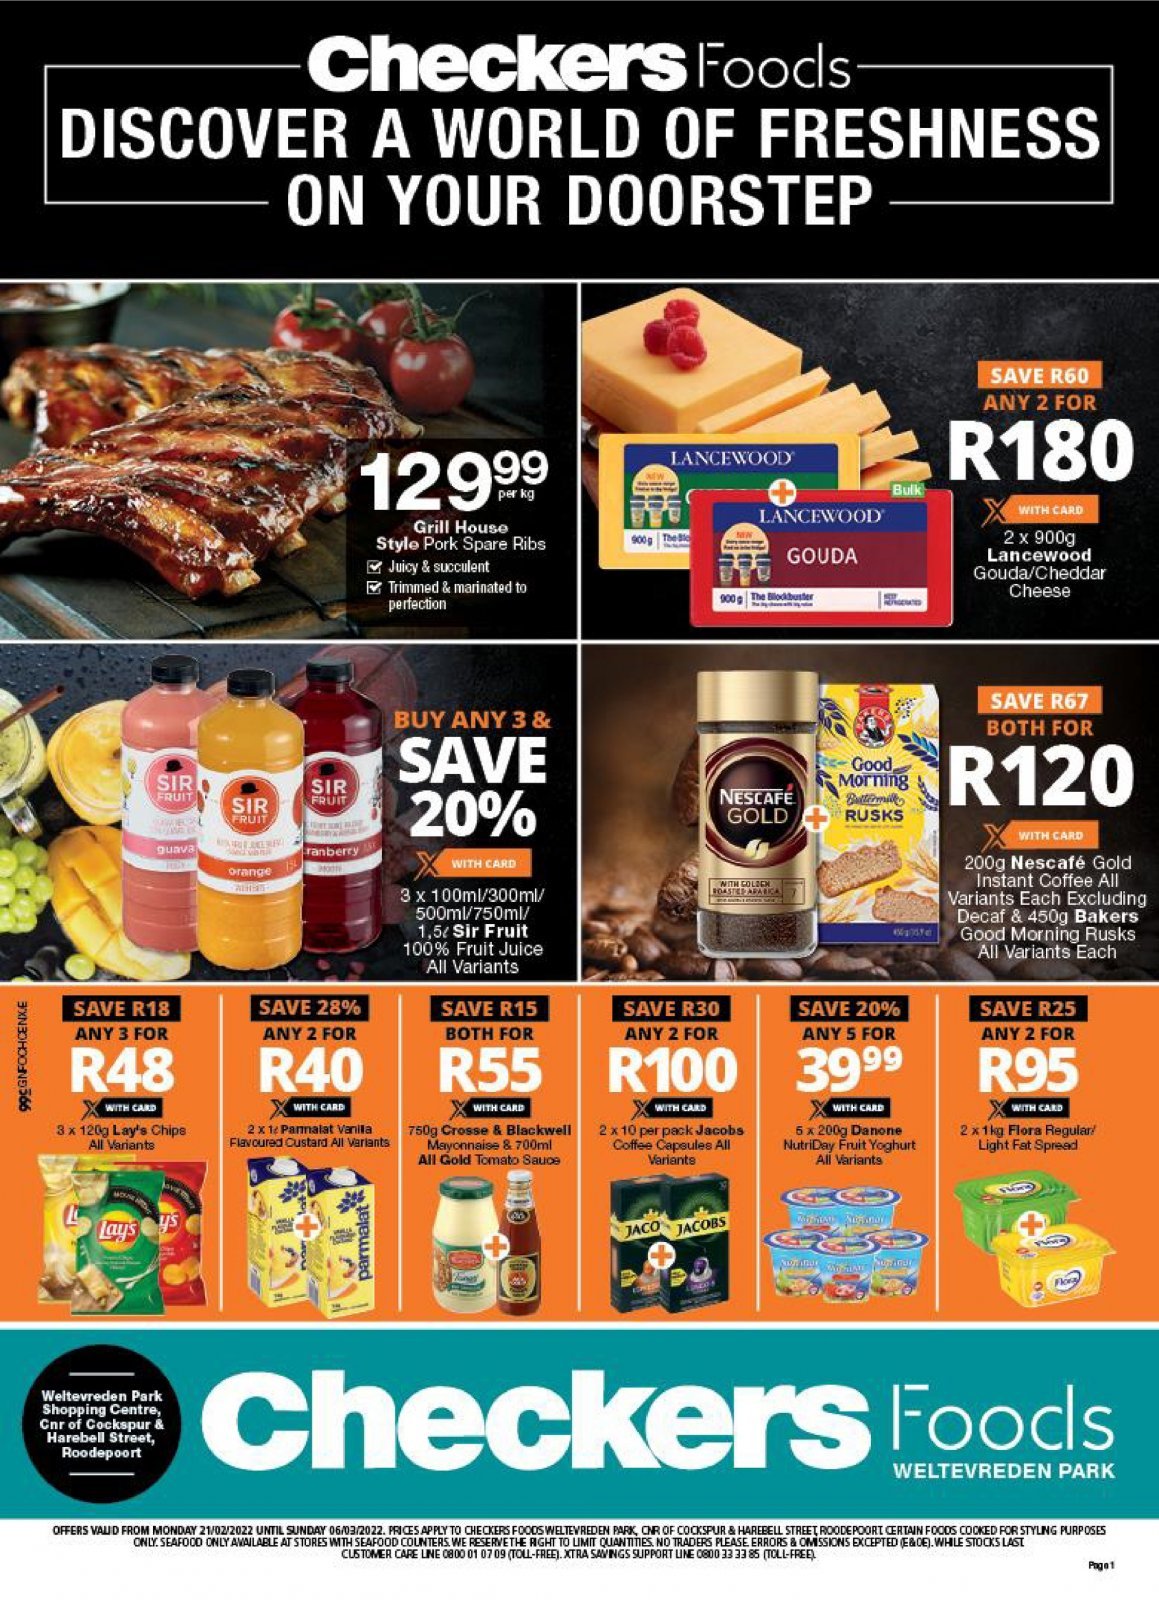 Checkers Foods
DISCOVER A WORLD OF FRESHNESS
ON YOUR DOORSTEP
129 99
per kg
Grill House
Style Pork Spare Ribs
Juicy & succulent
Trimmed & marinated to
perfection
LANCEWOOD
900g
LANCEWOOD
NEW
GOUDA
Bulk
900g The Blockbuster
SAVE R60
ANY 2 FOR
R180
WITH CARD
2 x 900g
Lancewood
Gouda/Cheddar
Cheese
SIR
FRUIT
guava
SIR
FRUIT
orange
SIR
FRUIT
cranberry
BUY ANY 3 &
SAVE
20%
WITH CARD
3 x 100ml/300ml/
500ml/750ml/
1,5ℓ Sir Fruit
100% Fruit Juice
All Variants
NESCAFÉ
GOLD
WITH GOLDEN
ROASTED ARABICA
BAKERS
Good
Morning
Buttermilk
RUSKS
SAVE R67
BOTH FOR
R120
WITH CARD
200g Nescafé Gold
Instant Coffee All
Variants Each Excluding
Decaf & 450g Bakers
Good Morning Rusks
All Variants Each
SAVE R18
ANY 3 FOR
R48
WITH CARD
3 x 120g Lay's Chips
All Variants
Lay's
SAVE 28%
ANY 2 FOR
R40
WITH CARD
2 x 1ℓ Parmalat Vanilla
Flavoured Custard All Variants
parmalat
SAVE R15
BOTH FOR
R55
WITH CARD
750g Crosse & Blackwell
Mayonnaise & 700ml
All Gold Tomato Sauce
SAVE R30
ANY 2 FOR
R100
WITH CARD
2 x 10 per pack Jacobs
Coffee Capsules All
Variants
JACO
JACOBS
SAVE 20%
ANY 5 FOR
39 99
WITH CARD
6 x 200g Danone
NutriDay Fruit Yoghurt
All Variants
SAVE R25
ANY 2 FOR
R95
WITH CARD
2 x 1kg Flora Regular/
Light Fat Spread
Flora
Flora
Weltevreden Park
Shopping Centre,
Cnr of Cockspur &
Harebell Street,
Roodepoort
Checkers Foods
WELTEVREDEN PARK
OFFERS VALID FROM MONDAY 21/02/2022 UNTIL SUNDAY 06/03/2022. PRICES APPLY TO CHECKERS FOODS WELTEVREDEN PARK, CNR OF COCKSPUR & HAREBELL STREET, ROODEPOORT. CERTAIN FOODS COOKED FOR STYLING PURPOSES
ONLY. SEAFOOD ONLY AVAILABLE AT STORES WITH SEAFOOD COUNTERS. WE RESERVE THE RIGHT TO LIMIT QUANTITIES. NO TRADERS PLEASE. ERRORS & OMISSIONS EXCEPTED (E&OE). WHILE STOCKS LAST.
CUSTOMER CARE LINE 0800 01 07 09 (TOLL-FREE). XTRA SAVINGS SUPPORT LINE 0800 33 33 85 (TOLL-FREE).
Page 1